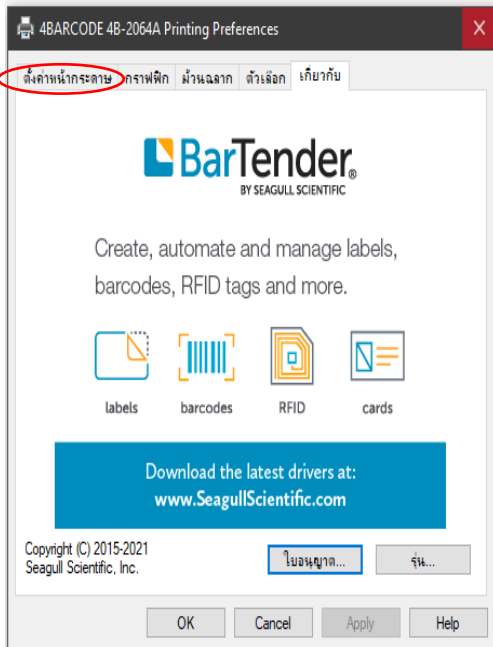 4BARCODE 4B-2064A Printing Preferences
ตั้งค่าหน้ากระดาษ กราฟฟิก ม้วนฉลาก ตัวเลือก เกี่ยวกับ
BarTender®
BY SEAGULL SCIENTIFIC
Create, automate and manage labels,
barcodes, RFID tags and more.
labels barcodes RFID cards
Download the latest drivers at:
www.SeagullScientific.com
Copyright (C) 2015-2021
Seagull Scientific, Inc.
ใบอนุญาต... รุ่น...
OK Cancel Apply Help